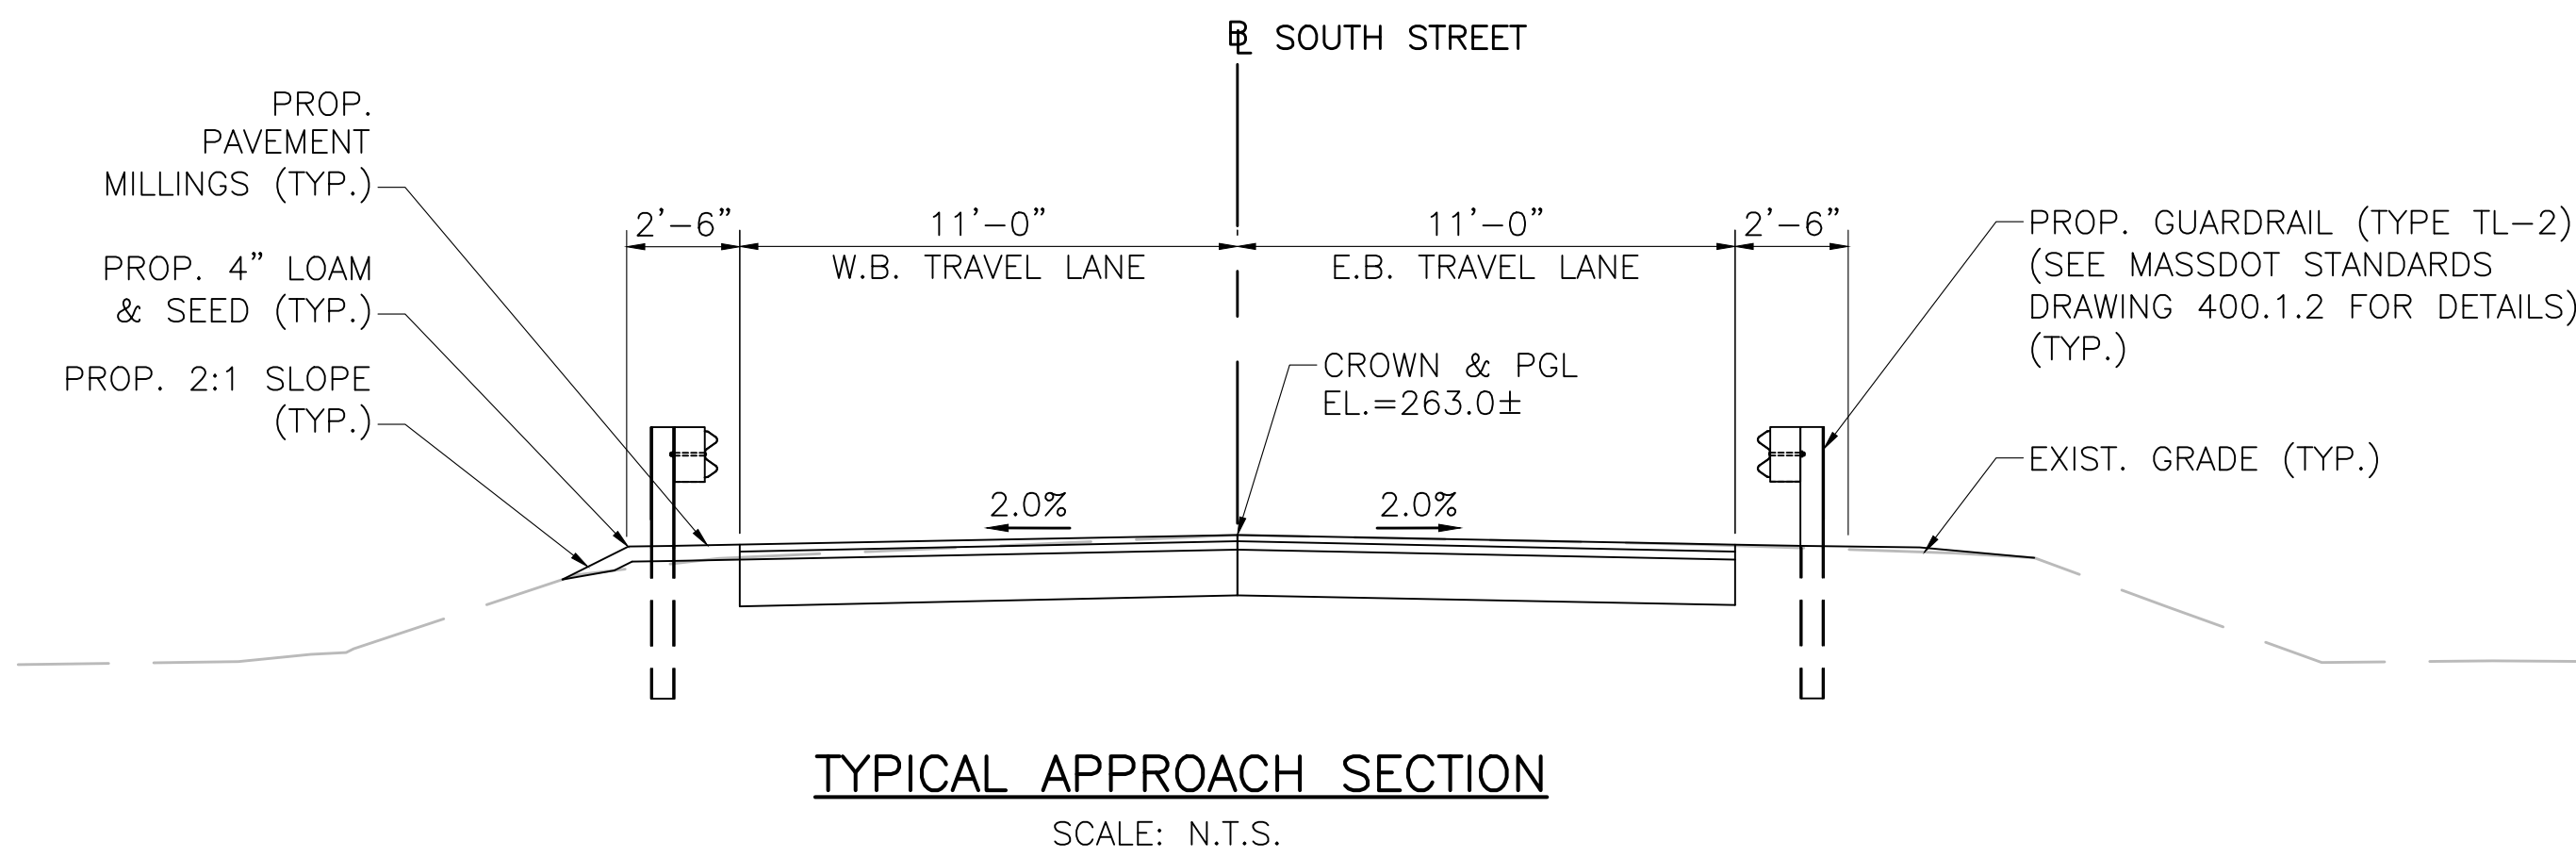 ℄ SOUTH STREET
PROP.
PAVEMENT
MILLINGS (TYP.)
PROP. 4” LOAM
& SEED (TYP.)
PROP. 2:1 SLOPE
(TYP.)
2’-6”
11’-0”
11’-0”
2’-6”
W.B. TRAVEL LANE
E.B. TRAVEL LANE
PROP. GUARDRAIL (TYPE TL-2)
(SEE MASSDOT STANDARDS
DRAWING 400.1.2 FOR DETAILS)
(TYP.)
CROWN & PGL
EL.=263.0±
EXIST. GRADE (TYP.)
2.0%
2.0%
TYPICAL APPROACH SECTION
SCALE: N.T.S.